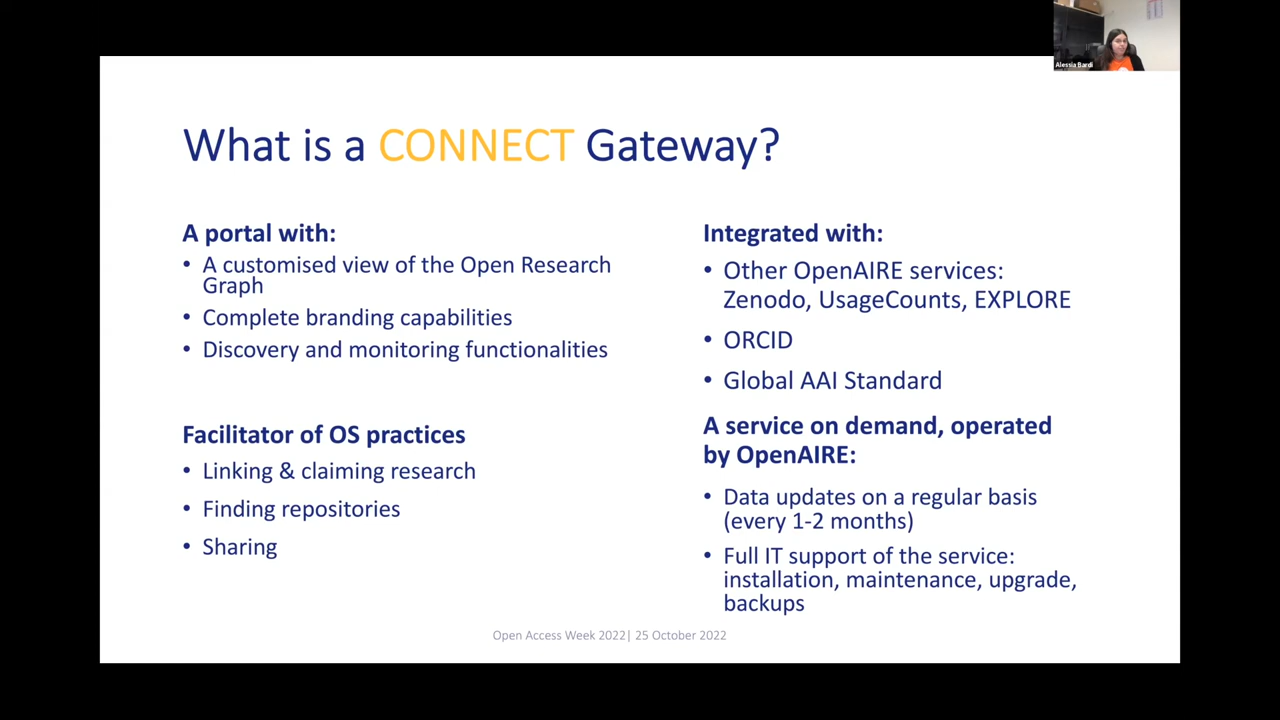 Alessia Bardi
What is a CONNECT Gateway?
A portal with:
• A customised view of the Open Research
Graph
• Complete branding capabilities
• Discovery and monitoring functionalities
Facilitator of OS practices
• Linking & claiming research
• Finding repositories
• Sharing
Integrated with:
• Other OpenAIRE services:
Zenodo, UsageCounts, EXPLORE
• ORCID
• Global AAI Standard
A service on demand, operated
by OpenAIRE:
• Data updates on a regular basis
(every 1-2 months)
• Full IT support of the service:
installation, maintenance, upgrade,
backups
Open Access Week 2022| 25 October 2022